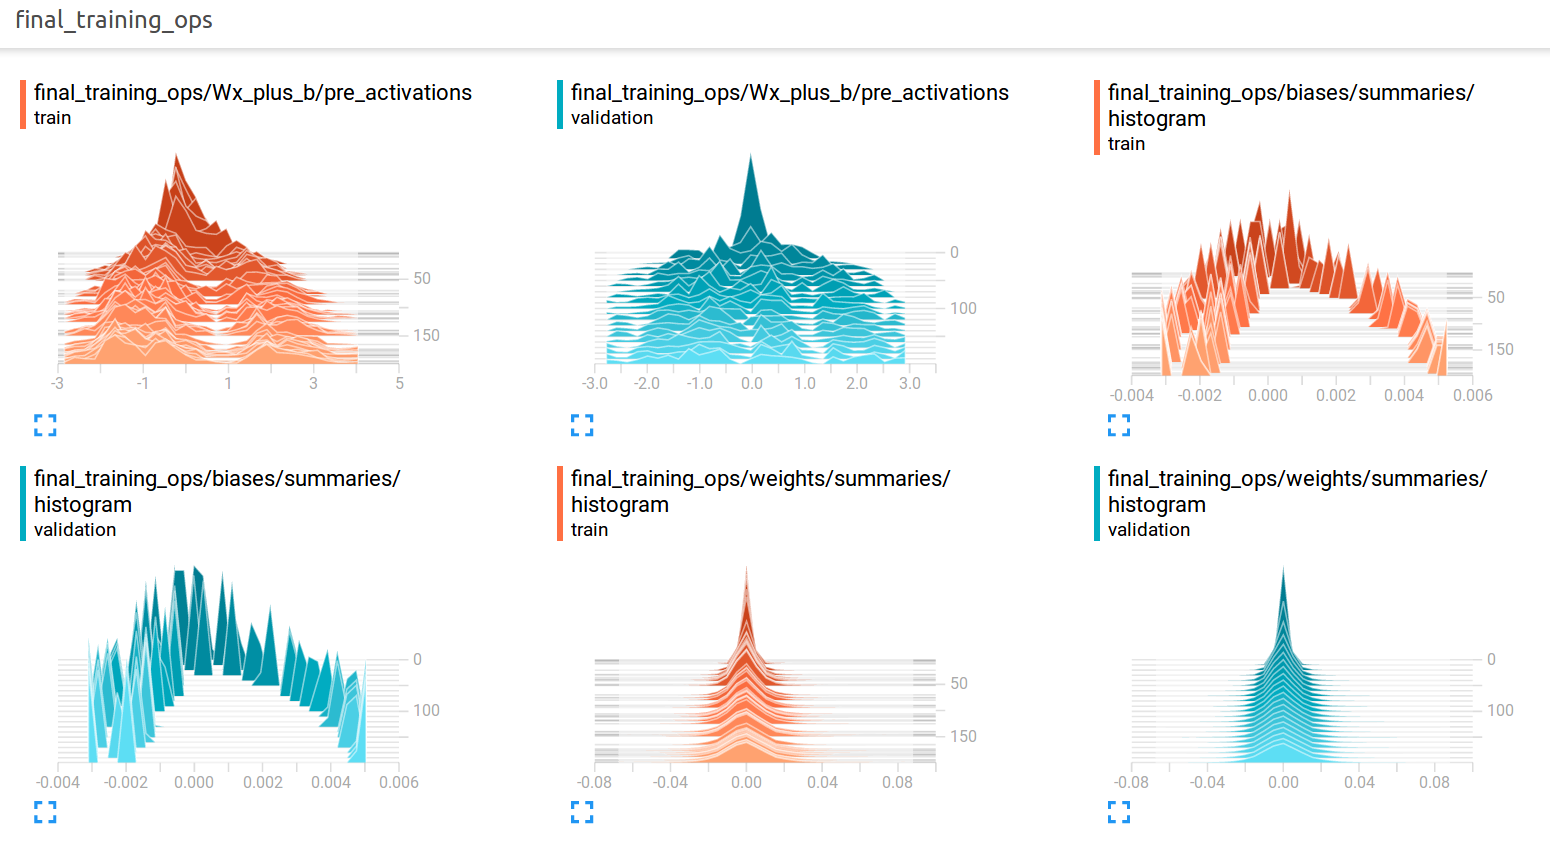 final_training_ops
final_training_ops/Wx_plus_b/pre_activations
train
50
150
-3 -1 1 3 5
final_training_ops/Wx_plus_b/pre_activations
validation
0
100
-3.0 -2.0 -1.0 0.0 1.0 2.0 3.0
final_training_ops/biases/summaries/
histogram
train
50
150
-0.004 -0.002 0.000 0.002 0.004 0.006
final_training_ops/biases/summaries/
histogram
validation
0
100
-0.004 -0.002 0.000 0.002 0.004 0.006
final_training_ops/weights/summaries/
histogram
train
50
150
-0.08 -0.04 0.00 0.04 0.08
final_training_ops/weights/summaries/
histogram
validation
0
100
-0.08 -0.04 0.00 0.04 0.08